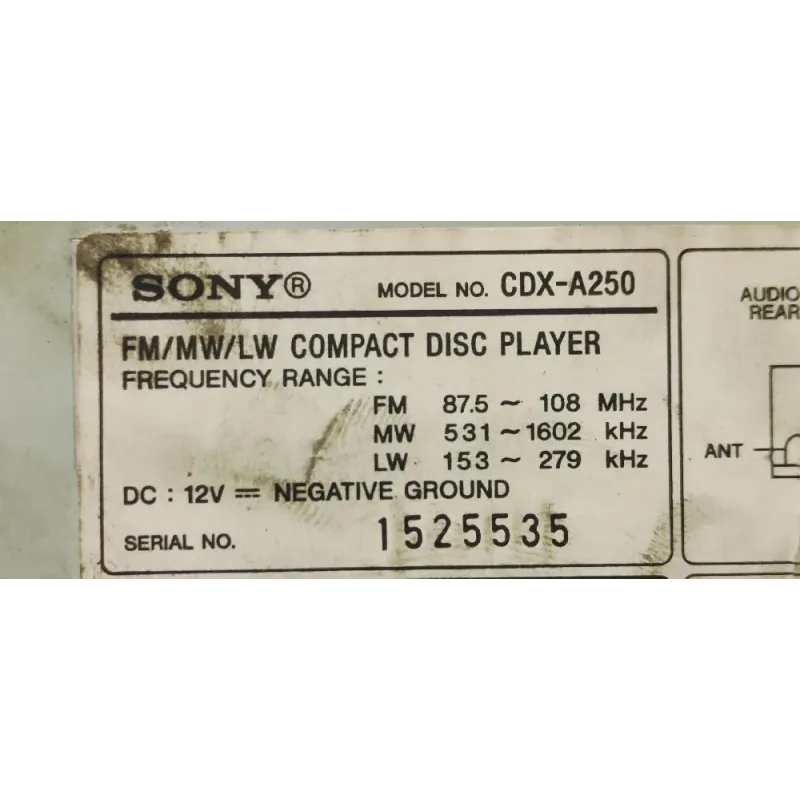 SONY® MODEL NO. CDX-A250
FM/MW/LW COMPACT DISC PLAYER
FREQUENCY RANGE :
FM 87.5 ~ 108 MHz
MW 531 ~ 1602 kHz
LW 153 ~ 279 kHz
DC : 12V ⎓ NEGATIVE GROUND
SERIAL NO. 1525535
AUDIO
REAR
ANT